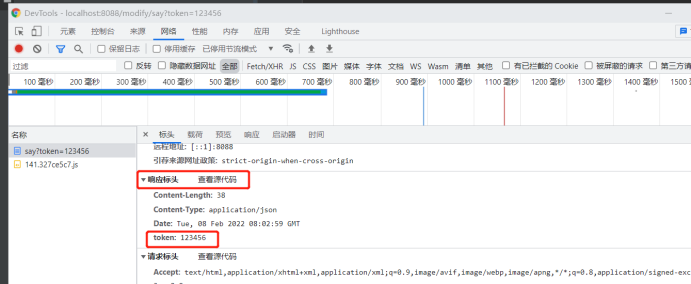 DevTools - localhost:8088/modify/say?token=123456
元素 控制台 来源 网络 性能 内存 应用 安全 Lighthouse
保留日志 停用缓存 已停用节流模式
过滤 反转 隐藏数据网址 全部 Fetch/XHR JS CSS 图片 媒体 字体 文档 WS Wasm 清单 其他 有已拦截的 Cookie 被屏蔽的请求 第三方请
100 毫秒 200 毫秒 300 毫秒 400 毫秒 500 毫秒 600 毫秒 700 毫秒 800 毫秒 900 毫秒 1000 毫秒 1100 毫秒 1200 毫秒 1300 毫秒 1400 毫秒 1500
名称 × 标头 载荷 预览 响应 启动器 时间
say?token=123456
141.327ce5c7.js
远程地址: [::1]:8088
引荐来源网址政策: strict-origin-when-cross-origin
响应标头 查看源代码
Content-Length: 38
Content-Type: application/json
Date: Tue, 08 Feb 2022 08:02:59 GMT
token: 123456
请求标头 查看源代码
Accept: text/html,application/xhtml+xml,application/xml;q=0.9,image/avif,image/webp,image/apng,*/*;q=0.8,application/signed-exc